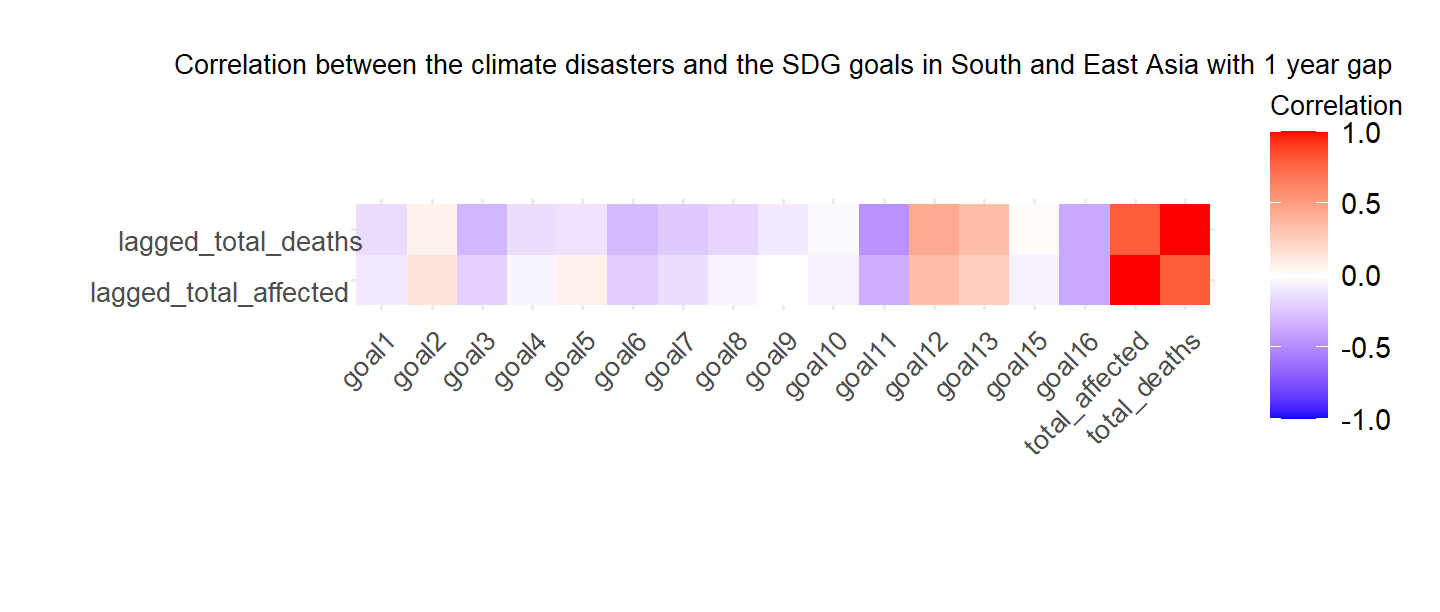 Correlation between the climate disasters and the SDG goals in South and East Asia with 1 year gap
Correlation
1.0
0.5
0.0
-0.5
-1.0
lagged_total_deaths
lagged_total_affected
goal1
goal2
goal3
goal4
goal5
goal6
goal7
goal8
goal9
goal10
goal11
goal12
goal13
goal15
goal16
total_affected
total_deaths